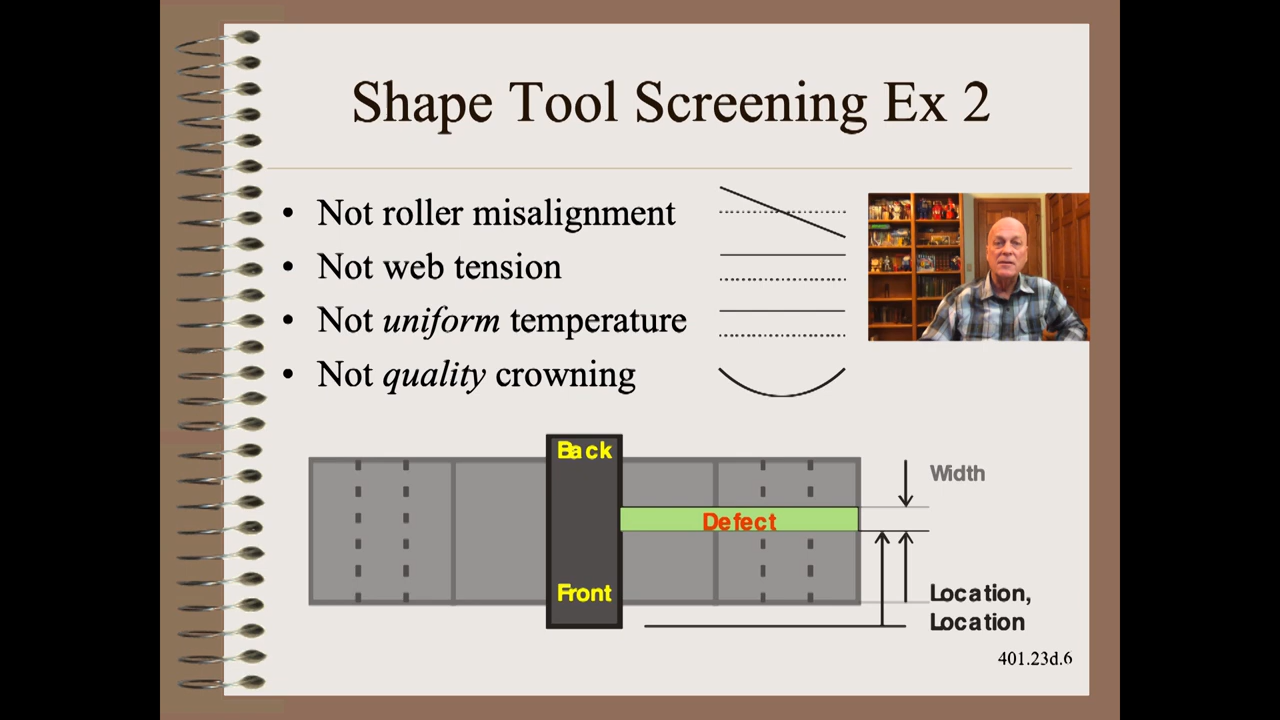 Shape Tool Screening Ex 2
• Not roller misalignment
• Not web tension
• Not uniform temperature
• Not quality crowning
Back
Width
Defect
Front
Location,
Location
401.23d.6